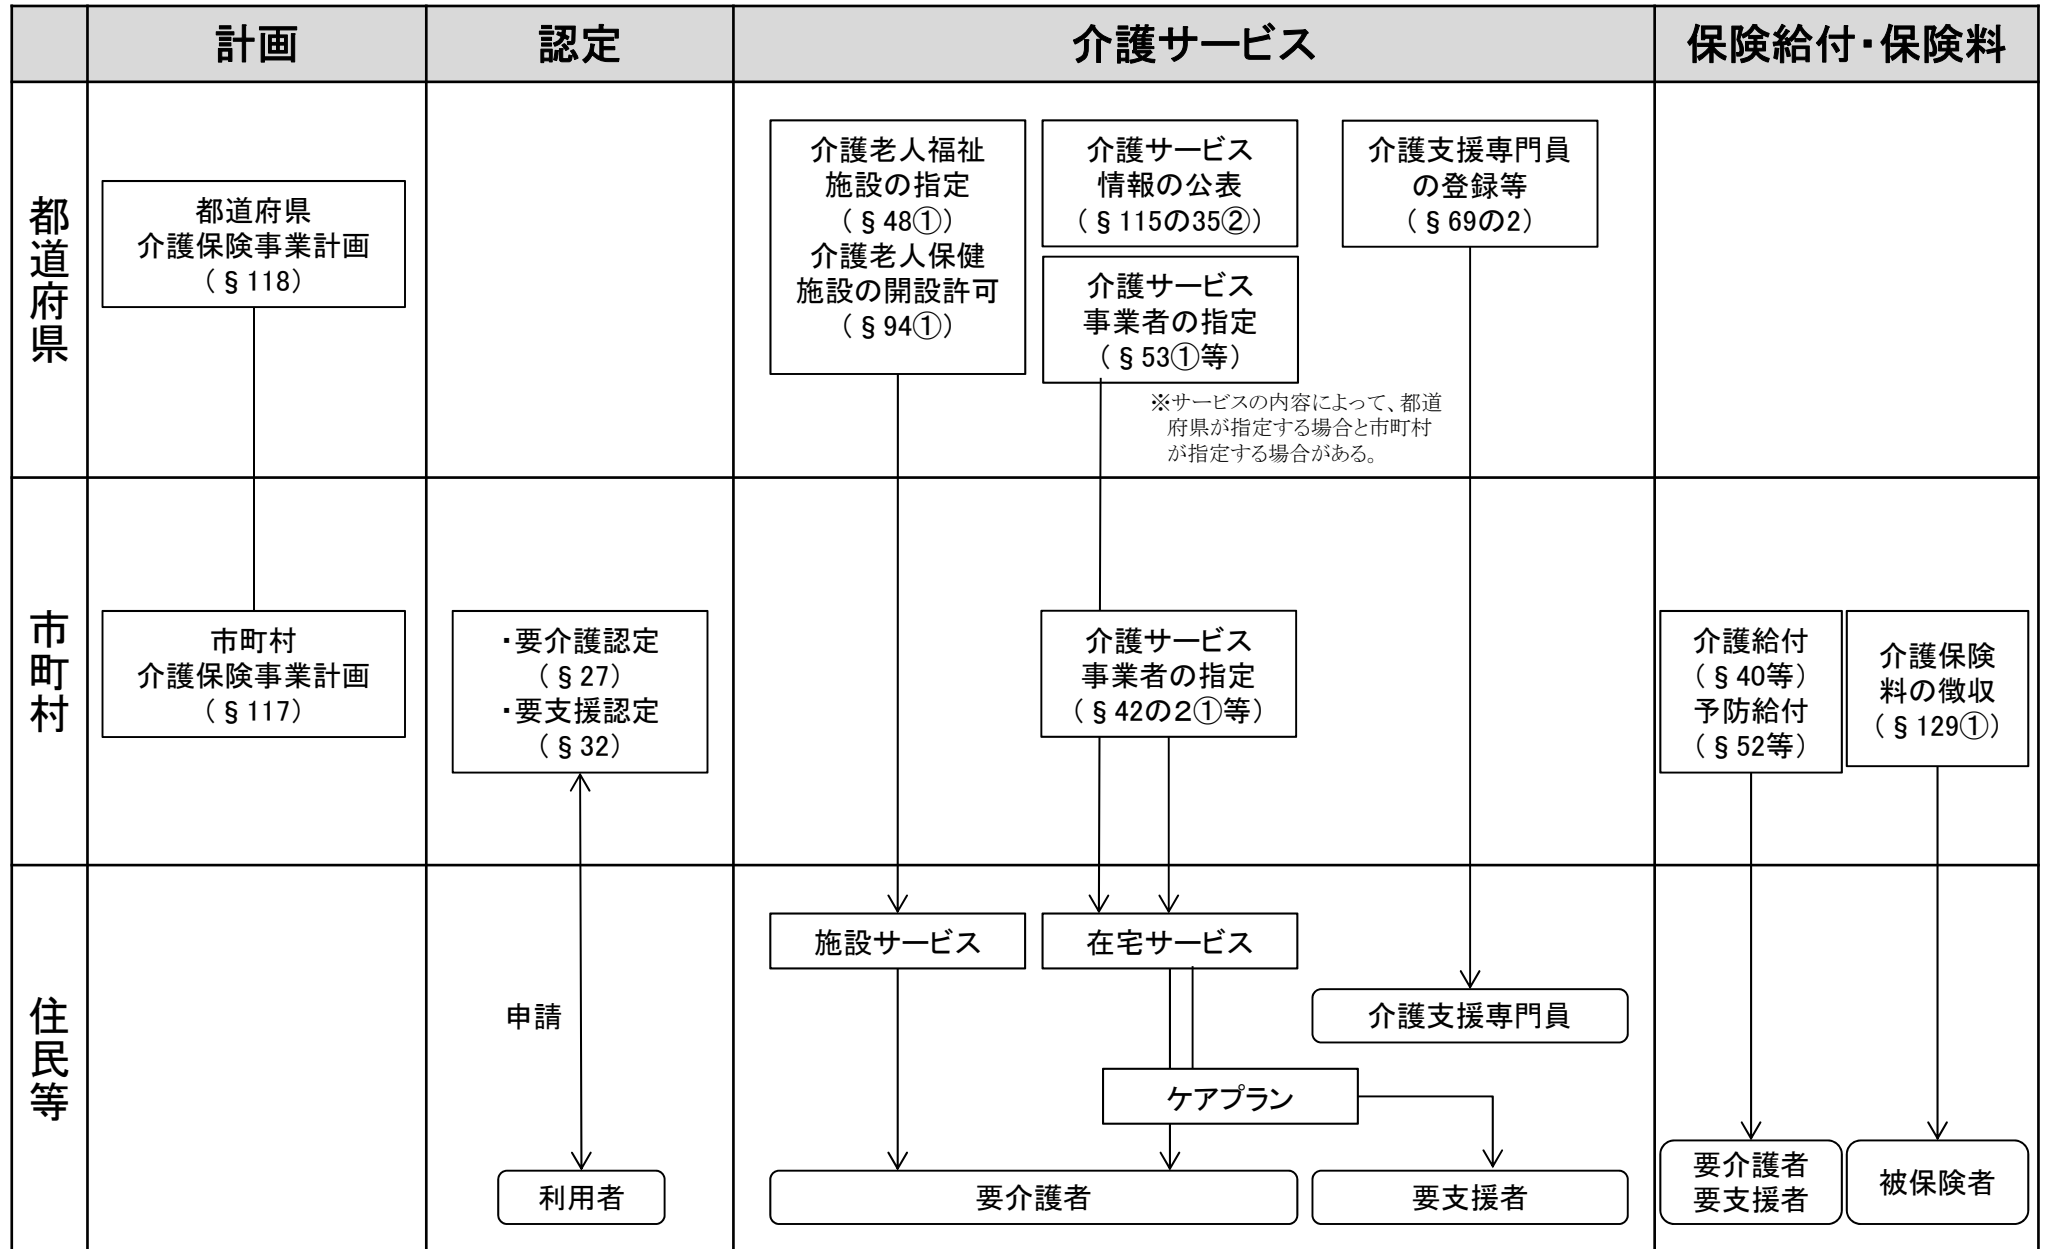 計画
認定
介護サービス
保険給付・保険料
都道府県
都道府県
介護保険事業計画
（§118）
介護老人福祉
施設の指定
（§48①）
介護老人保健
施設の開設許可
（§94①）
介護サービス
情報の公表
（§115の35②）
介護サービス
事業者の指定
（§53①等）
※サービスの内容によって、都道
府県が指定する場合と市町村
が指定する場合がある。
介護支援専門員
の登録等
（§69の2）
市町村
市町村
介護保険事業計画
（§117）
・要介護認定
（§27）
・要支援認定
（§32）
介護サービス
事業者の指定
（§42の２①等）
介護給付
（§40等）
予防給付
（§52等）
介護保険
料の徴収
（§129①）
住民等
申請
利用者
施設サービス
在宅サービス
介護支援専門員
ケアプラン
要介護者
要支援者
要介護者
要支援者
被保険者